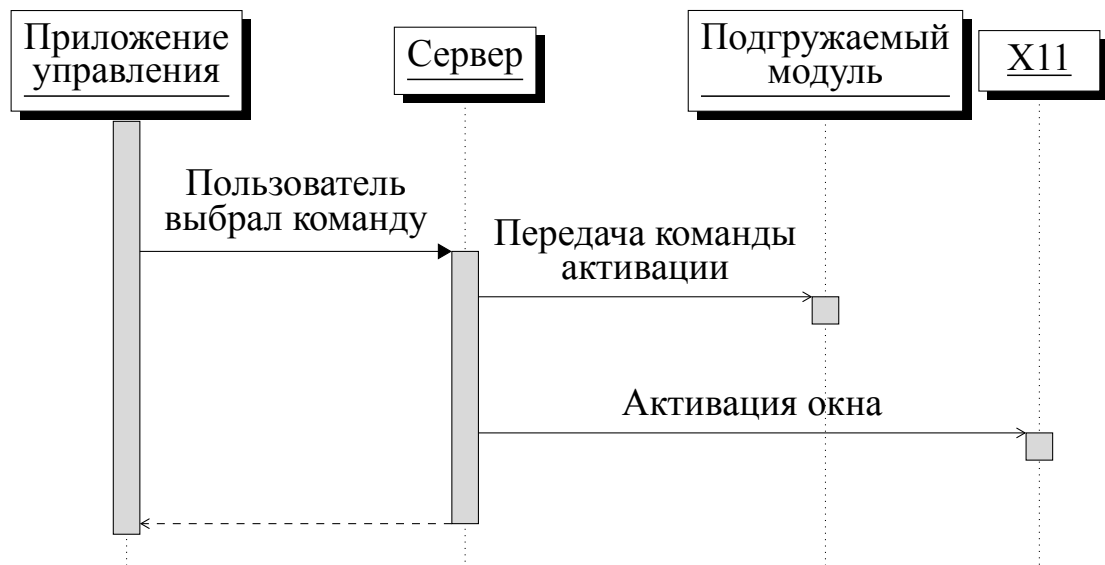 Приложение
управления
Сервер
Подгружаемый
модуль
X11
Пользователь
выбрал команду
Передача команды
активации
Активация окна